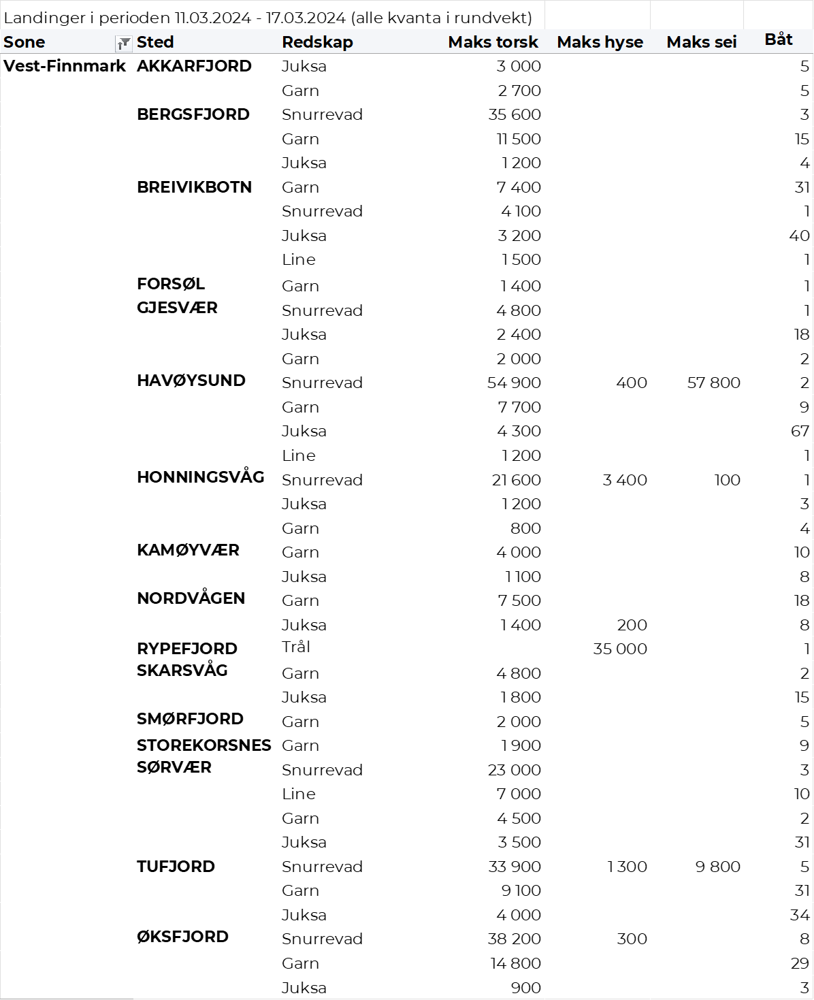 Landinger i perioden 11.03.2024 - 17.03.2024 (alle kvanta i rundvekt)
Sone Sted Redskap Maks torsk Maks hyse Maks sei Båt
Vest-Finnmark AKKARFJORD Juksa 3 000 5
Garn 2 700 5
BERGSFJORD Snurrevad 35 600 3
Garn 11 500 15
Juksa 1 200 4
BREIVIKBOTN Garn 7 400 31
Snurrevad 4 100 1
Juksa 3 200 40
Line 1 500 1
FORSØL Garn 1 400 1
GJESVÆR Snurrevad 4 800 1
Juksa 2 400 18
Garn 2 000 2
HAVØYSUND Snurrevad 54 900 400 57 800 2
Garn 7 700 9
Juksa 4 300 67
Line 1 200 1
HONNINGSVÅG Snurrevad 21 600 3 400 100 1
Juksa 1 200 3
Garn 800 4
KAMØYVÆR Garn 4 000 10
Juksa 1 100 8
NORDVÅGEN Garn 7 500 18
Juksa 1 400 200 8
RYPEFJORD Trål 35 000 1
SKARSVÅG Garn 4 800 2
Juksa 1 800 15
SMØRFJORD Garn 2 000 5
STOREKORSNES Garn 1 900 9
SØRVÆR Snurrevad 23 000 3
Line 7 000 10
Garn 4 500 2
Juksa 3 500 31
TUFJORD Snurrevad 33 900 1 300 9 800 5
Garn 9 100 31
Juksa 4 000 34
ØKSFJORD Snurrevad 38 200 300 8
Garn 14 800 29
Juksa 900 3